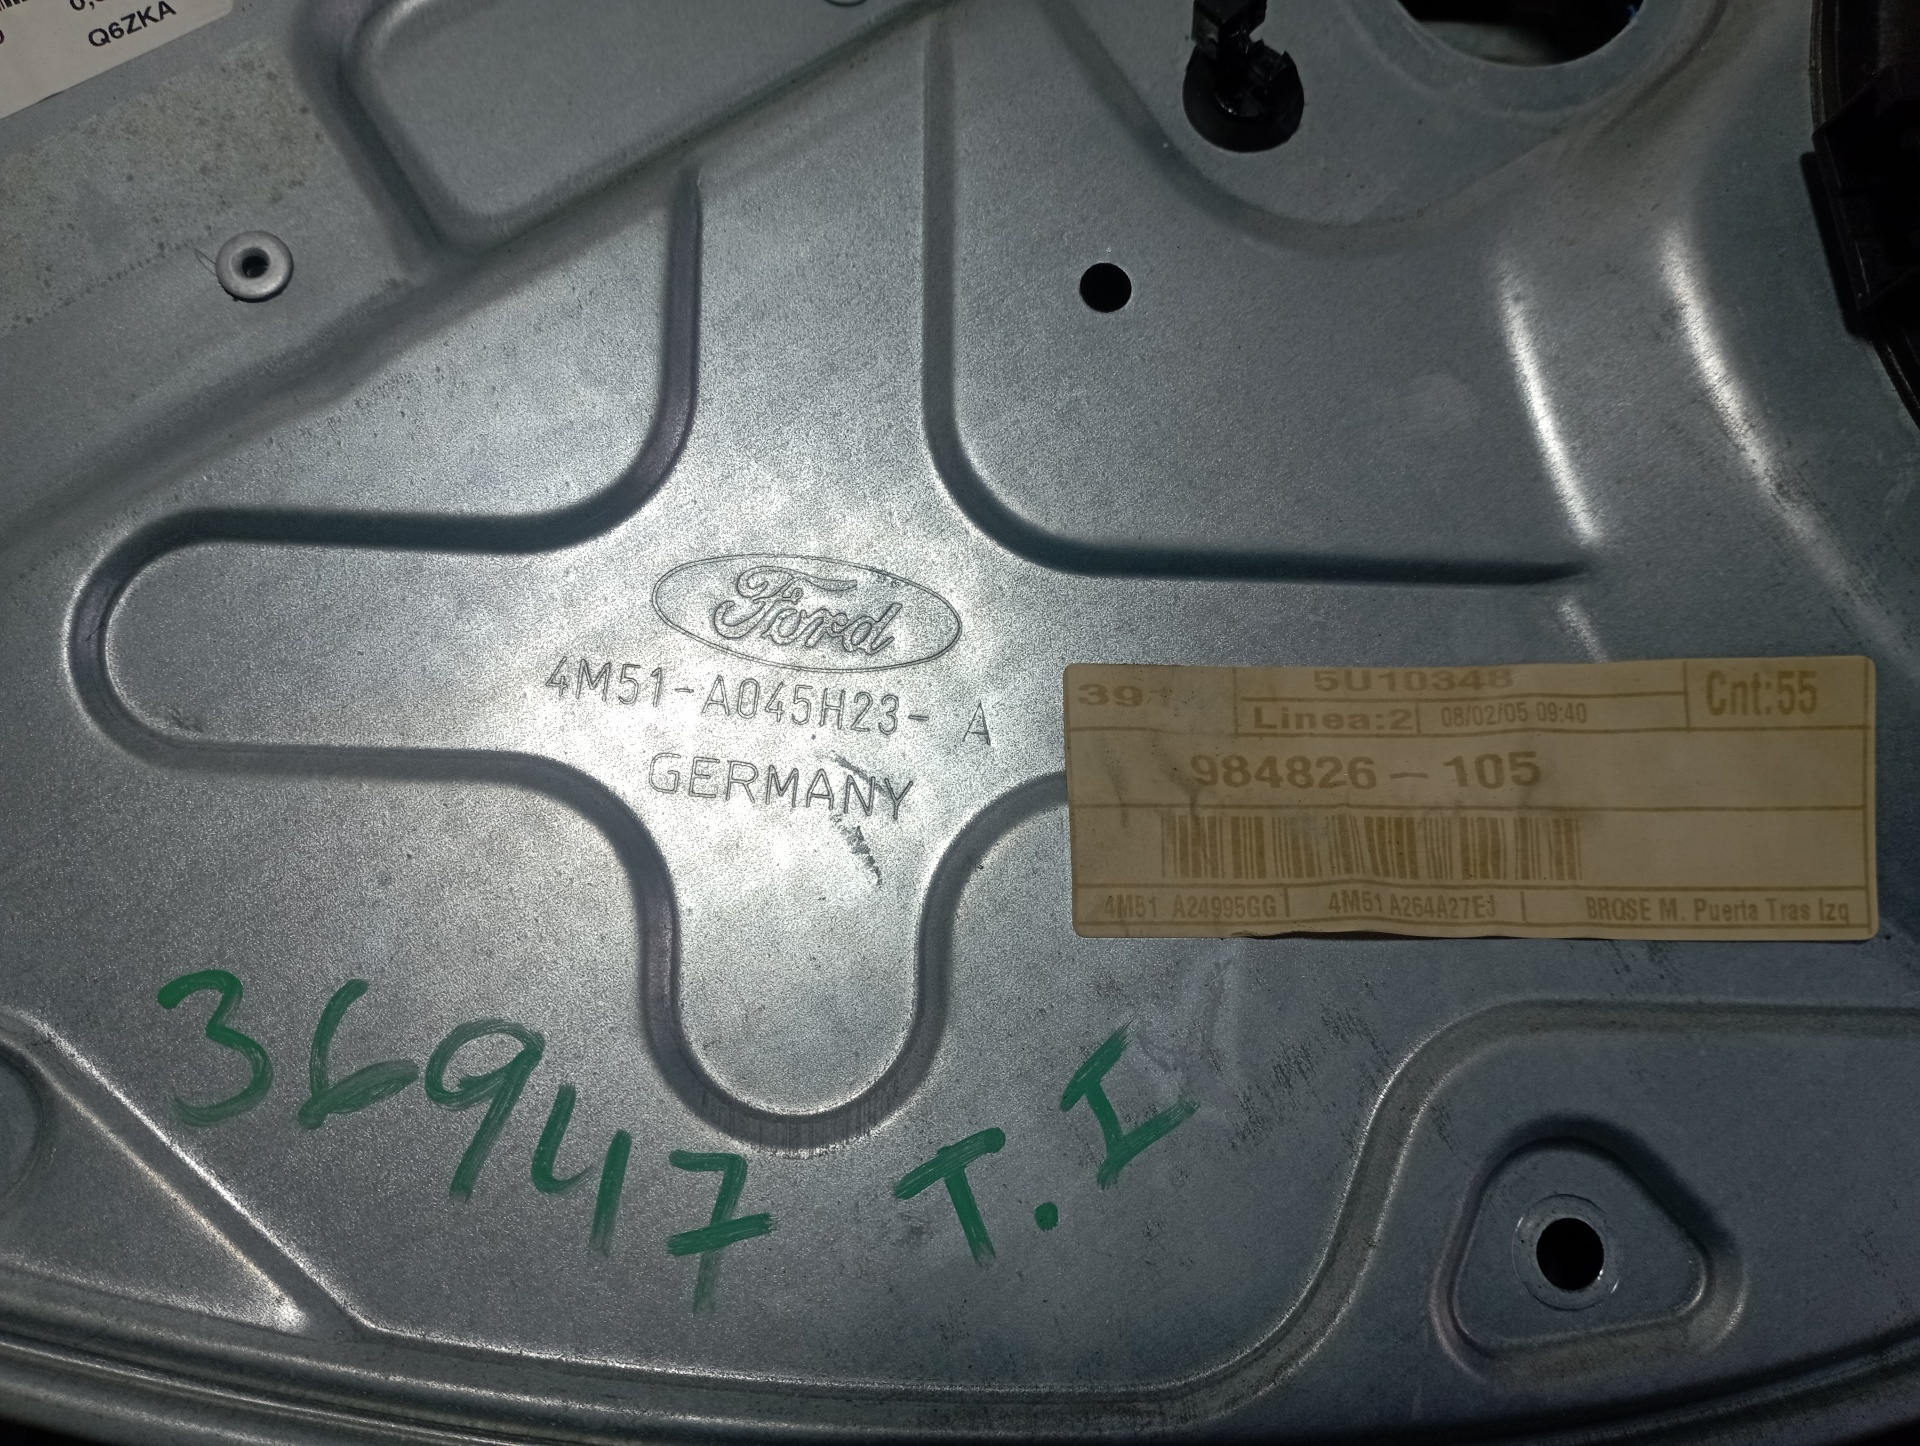 Q6ZKA
Ford
4M51-A045H23- A
GERMANY
5U10348
Linea:2 08/02/05 09:40
Cnt:55
984826-105
4M51 A24995GG 4M51 A264A27EJ BROSE M. Puerta Tras Izq
36947 T.I